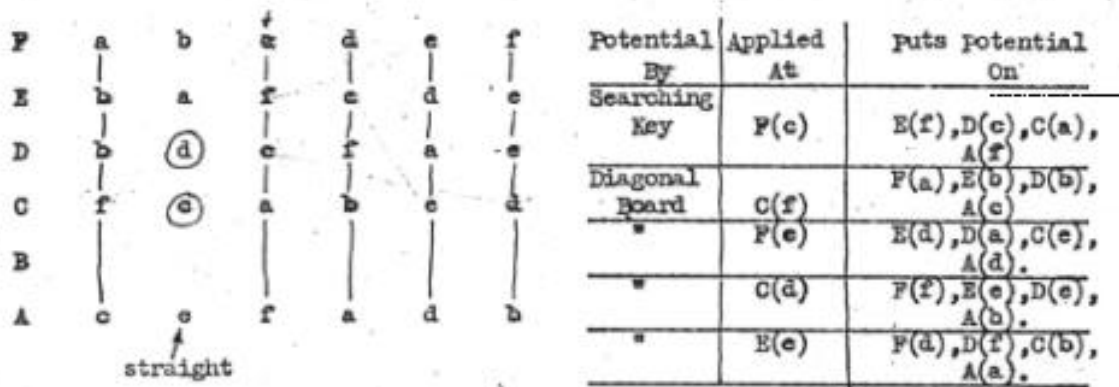 F a b c d e f
E b a f c d e
D b d c f a e
C f c a b e d
B
A c e f a d b
straight
Potential By Applied At Puts Potential On
Searching Key F(c) E(f),D(c),C(a), A(f)
Diagonal Board C(f) F(a),E(b),D(b), A(c)
" F(e) E(d),D(a),C(e), A(d).
" C(d) F(f),E(e),D(e), A(b).
" E(c) F(d),D(f),C(b), A(a).